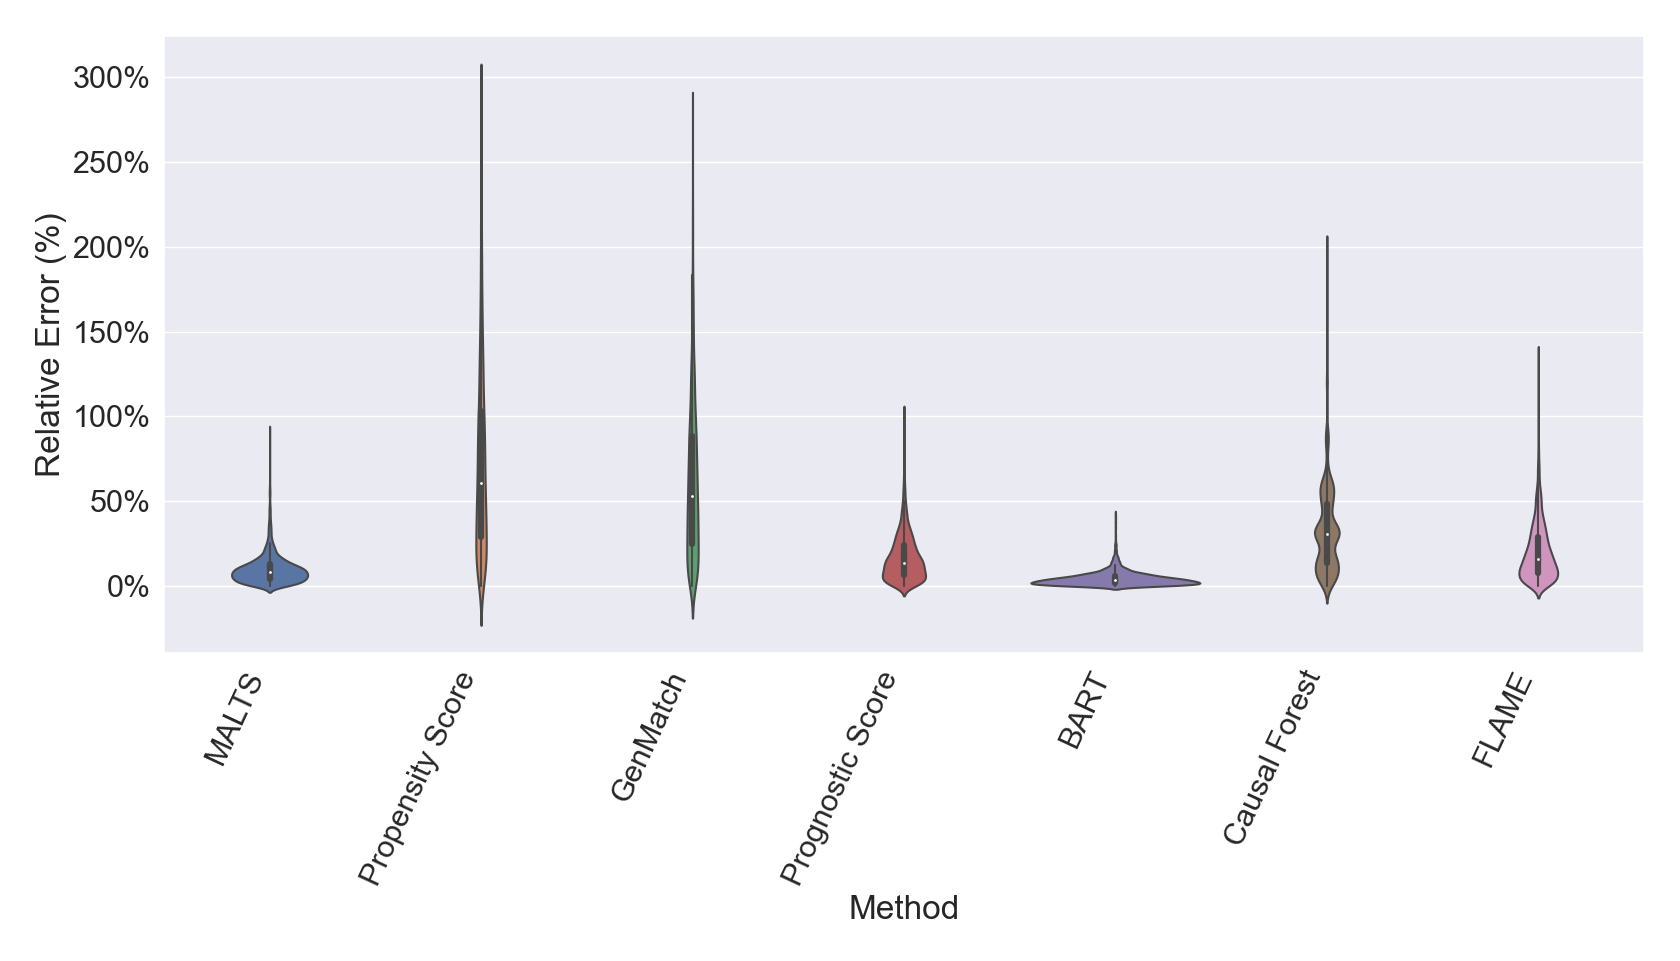 300%
250%
200%
150%
100%
50%
0%
Relative Error (%)
MALTS
Propensity Score
GenMatch
Prognostic Score
BART
Causal Forest
FLAME
Method